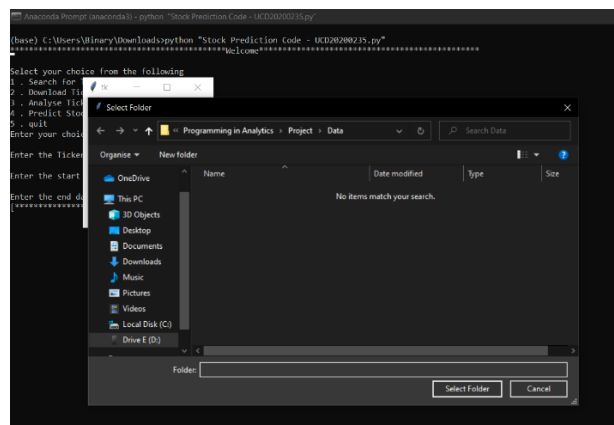 Anaconda Prompt (anaconda3) - python "Stock Prediction Code - UCD20200235.py"
(base) C:\Users\Binary\Downloads>python "Stock Prediction Code - UCD20200235.py"
Welcome
Select your choice from the following
1 . Search for
2 . Download Tic
3 . Analyse Tick
4 . Predict Stoc
5 . quit
Enter your choic
Enter the Ticker
Enter the start
Enter the end da
tk
Select Folder
« Programming in Analytics › Project › Data
Search Data
Organise
New folder
Name
Date modified
Type
Size
No items match your search.
OneDrive
This PC
3D Objects
Desktop
Documents
Downloads
Music
Pictures
Videos
Local Disk (C:)
Drive E (D:)
Folder:
Select Folder
Cancel